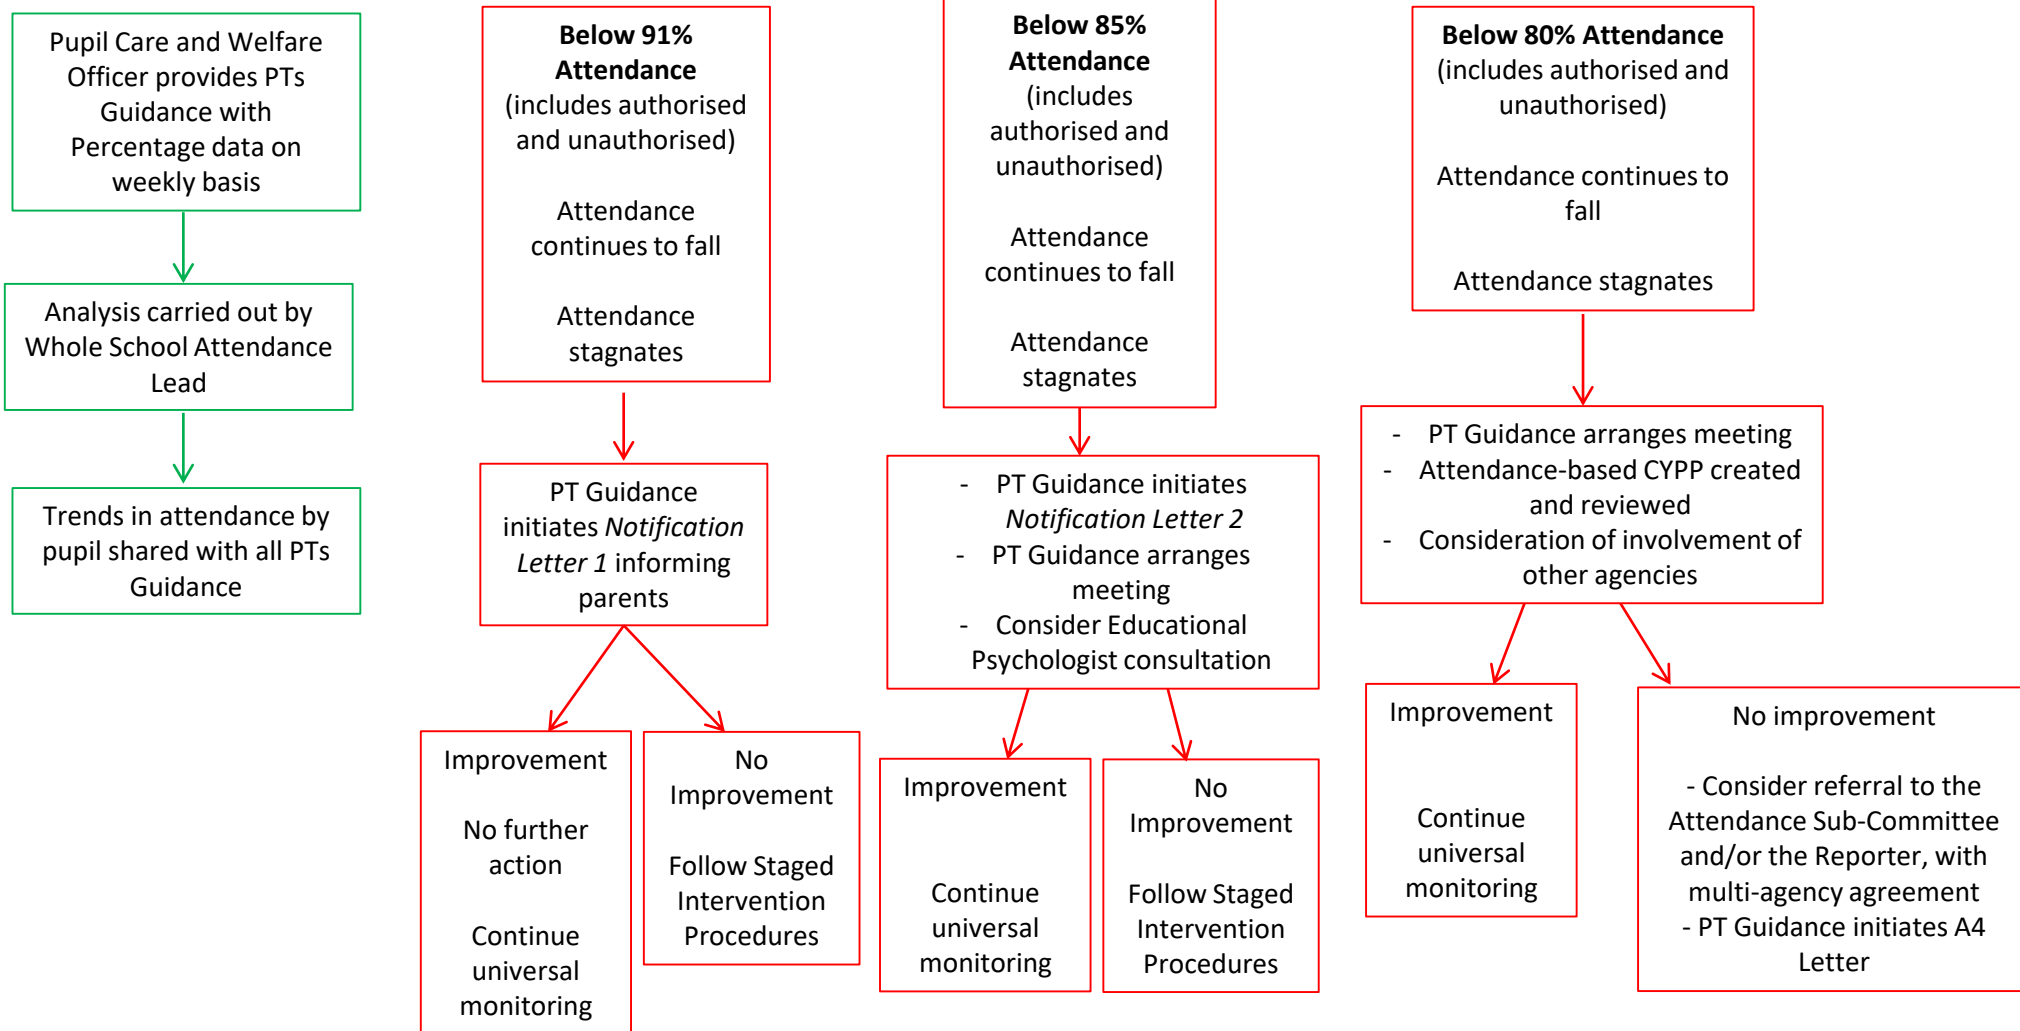 Pupil Care and Welfare
Officer provides PTs
Guidance with
Percentage data on
weekly basis
Analysis carried out by
Whole School Attendance
Lead
Trends in attendance by
pupil shared with all PTs
Guidance
Below 91%
Attendance
(includes authorised
and unauthorised)
Attendance
continues to fall
Attendance
stagnates
PT Guidance
initiates Notification
Letter 1 informing
parents
Improvement
No further
action
Continue
universal
monitoring
No
Improvement
Follow Staged
Intervention
Procedures
Below 85%
Attendance
(includes
authorised and
unauthorised)
Attendance
continues to fall
Attendance
stagnates
- PT Guidance initiates
Notification Letter 2
- PT Guidance arranges
meeting
- Consider Educational
Psychologist consultation
Improvement
Continue
universal
monitoring
No
Improvement
Follow Staged
Intervention
Procedures
Below 80% Attendance
(includes authorised and
unauthorised)
Attendance continues to
fall
Attendance stagnates
- PT Guidance arranges meeting
- Attendance-based CYPP created
and reviewed
- Consideration of involvement of
other agencies
Improvement
Continue
universal
monitoring
No improvement
- Consider referral to the
Attendance Sub-Committee
and/or the Reporter, with
multi-agency agreement
- PT Guidance initiates A4
Letter